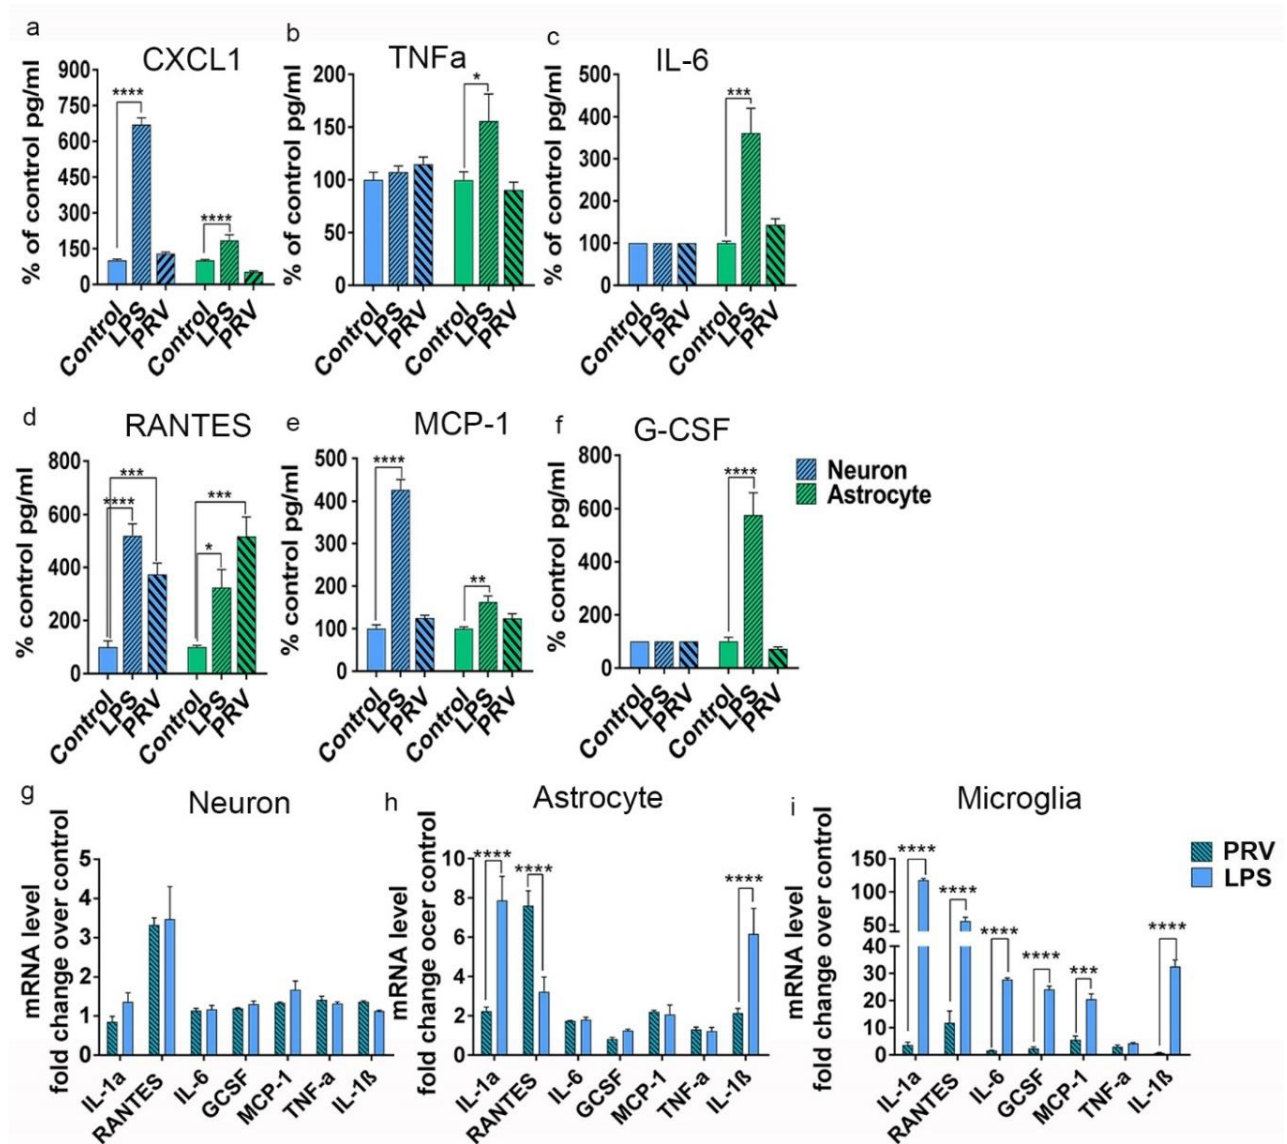 a
CXCL1
% of control pg/ml
900
750
600
450
300
150
0
****
****
Control
LPS
PRV
Control
LPS
PRV
b
TNFa
% of control pg/ml
200
150
100
50
0
*
Control
LPS
PRV
Control
LPS
PRV
c
IL-6
% of control pg/ml
500
400
300
200
100
0
***
Control
LPS
PRV
Control
LPS
PRV
d
RANTES
% control pg/ml
800
600
400
200
0
***
****
***
*
Control
LPS
PRV
Control
LPS
PRV
e
MCP-1
% control pg/ml
500
400
300
200
100
0
****
**
Control
LPS
PRV
Control
LPS
PRV
f
G-CSF
% control pg/ml
800
600
400
200
0
****
Control
LPS
PRV
Control
LPS
PRV
Neuron
Astrocyte
g
Neuron
mRNA level
fold change over control
5
4
3
2
1
0
IL-1a
RANTES
IL-6
GCSF
MCP-1
TNF-a
IL-1ß
h
Astrocyte
mRNA level
fold change ocer control
10
8
6
4
2
0
****
****
****
IL-1a
RANTES
IL-6
GCSF
MCP-1
TNF-a
IL-1ß
i
Microglia
mRNA level
fold change over control
150
100
50
40
30
20
10
0
****
****
****
****
***
****
IL-1a
RANTES
IL-6
GCSF
MCP-1
TNF-a
IL-1ß
PRV
LPS